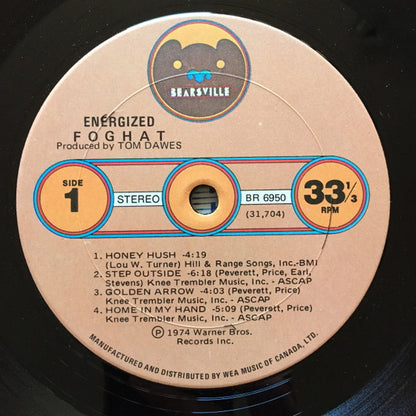 BEARSVILLE
ENERGIZED
FOGHAT
Produced by TOM DAWES
SIDE
1
STEREO
BR 6950
(31,704)
33 1/3
RPM
1. HONEY HUSH -4:19
(Lou W. Turner) Hill & Range Songs, Inc.-BMI
2. STEP OUTSIDE -6:18 (Peverett, Price, Earl,
Stevens) Knee Trembler Music, Inc. - ASCAP
3. GOLDEN ARROW -4:03 (Peverett, Price)
Knee Trembler Music, Inc. - ASCAP
4. HOME IN MY HAND -5:09 (Peverett, Price)
Knee Trembler Music, Inc. - ASCAP
Ⓟ 1974 Warner Bros.
Records Inc.
MANUFACTURED AND DISTRIBUTED BY WEA MUSIC OF CANADA, LTD.